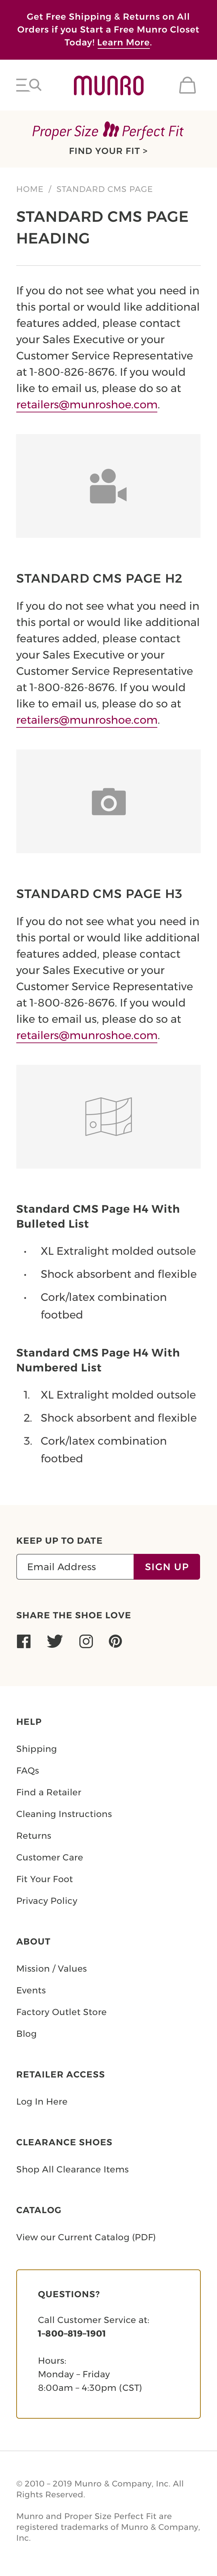 Get Free Shipping & Returns on All
Orders if you Start a Free Munro Closet
Today! Learn More.
MUNRO
Proper Size m Perfect Fit
FIND YOUR FIT >
HOME / STANDARD CMS PAGE
STANDARD CMS PAGE
HEADING
If you do not see what you need in
this portal or would like additional
features added, please contact
your Sales Executive or your
Customer Service Representative
at 1-800-826-8676. If you would
like to email us, please do so at
retailers@munroshoe.com.
STANDARD CMS PAGE H2
If you do not see what you need in
this portal or would like additional
features added, please contact
your Sales Executive or your
Customer Service Representative
at 1-800-826-8676. If you would
like to email us, please do so at
retailers@munroshoe.com.
STANDARD CMS PAGE H3
If you do not see what you need in
this portal or would like additional
features added, please contact
your Sales Executive or your
Customer Service Representative
at 1-800-826-8676. If you would
like to email us, please do so at
retailers@munroshoe.com.
Standard CMS Page H4 With
Bulleted List
• XL Extralight molded outsole
• Shock absorbent and flexible
• Cork/latex combination
footbed
Standard CMS Page H4 With
Numbered List
1. XL Extralight molded outsole
2. Shock absorbent and flexible
3. Cork/latex combination
footbed
KEEP UP TO DATE
Email Address SIGN UP
SHARE THE SHOE LOVE
HELP
Shipping
FAQs
Find a Retailer
Cleaning Instructions
Returns
Customer Care
Fit Your Foot
Privacy Policy
ABOUT
Mission / Values
Events
Factory Outlet Store
Blog
RETAILER ACCESS
Log In Here
CLEARANCE SHOES
Shop All Clearance Items
CATALOG
View our Current Catalog (PDF)
QUESTIONS?
Call Customer Service at:
1-800-819-1901
Hours:
Monday – Friday
8:00am – 4:30pm (CST)
© 2010 – 2019 Munro & Company, Inc. All
Rights Reserved.
Munro and Proper Size Perfect Fit are
registered trademarks of Munro & Company,
Inc.